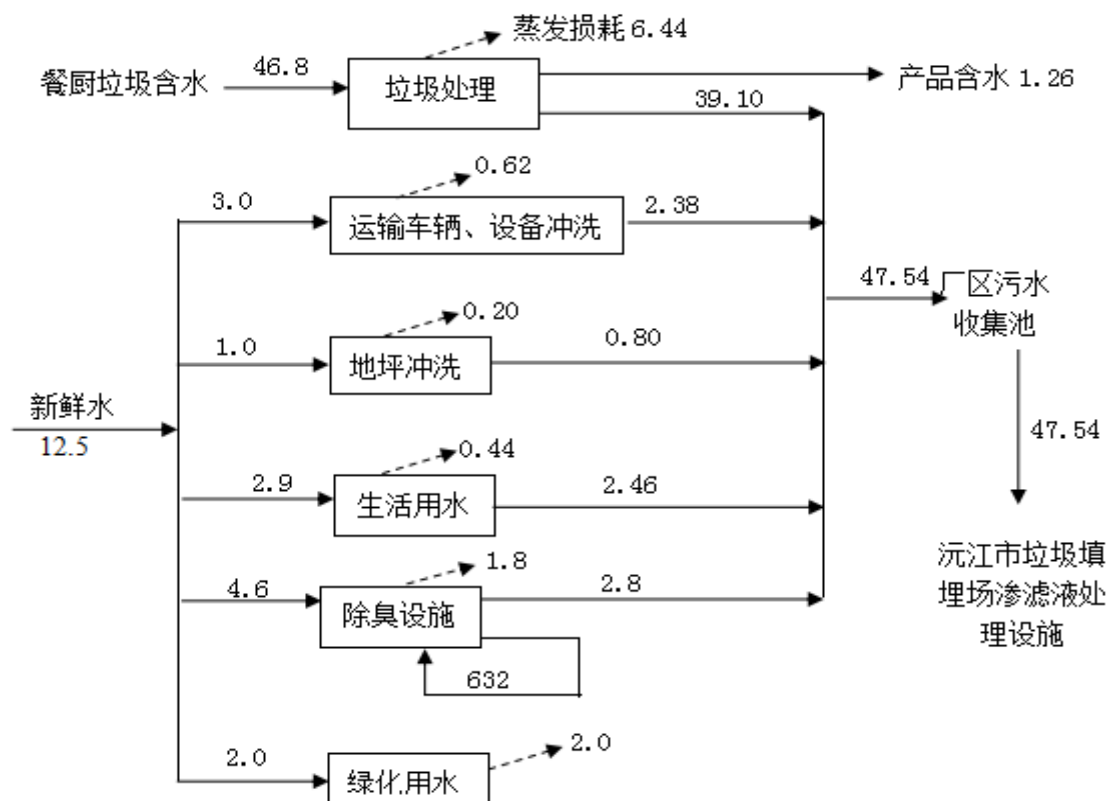 蒸发损耗 6.44
餐厨垃圾含水
46.8
垃圾处理
产品含水 1.26
39.10
0.62
3.0
运输车辆、设备冲洗
2.38
47.54
厂区污水
收集池
0.20
1.0
地坪冲洗
0.80
新鲜水
12.5
47.54
0.44
2.9
生活用水
2.46
沅江市垃圾填
埋场渗滤液处
理设施
1.8
4.6
除臭设施
2.8
632
2.0
绿化用水
2.0